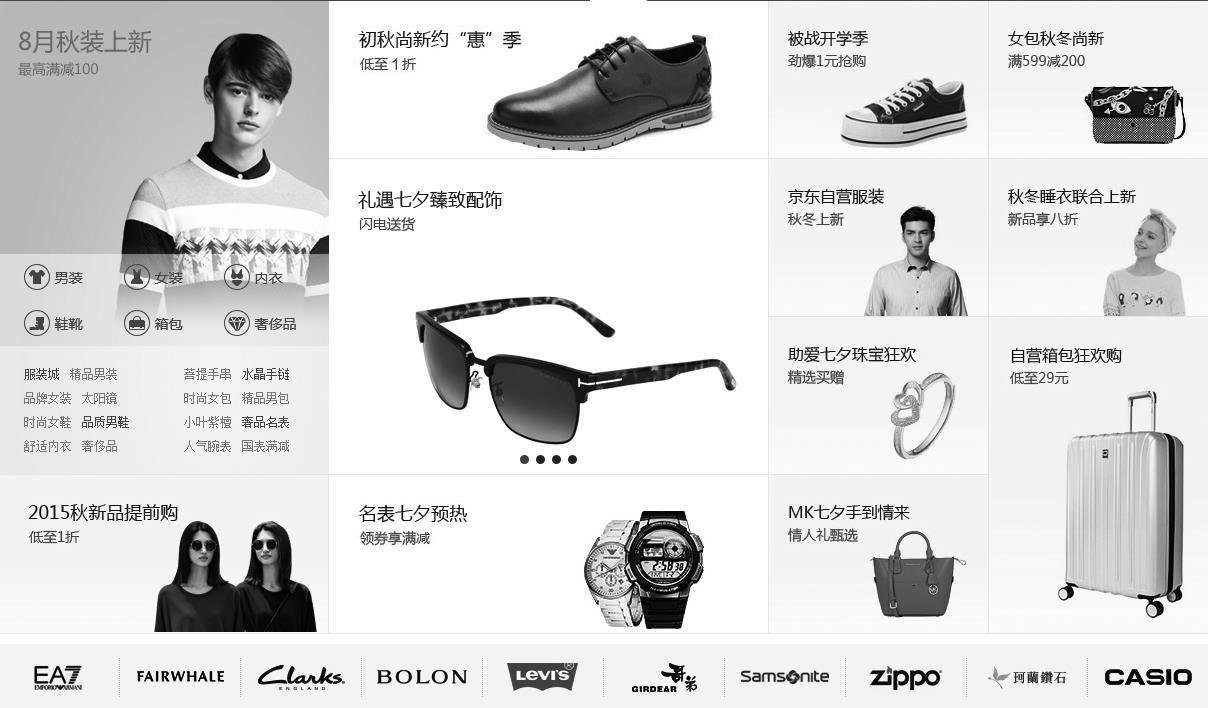 8月秋装上新
最高满减100
男装
女装
内衣
鞋靴
箱包
奢侈品
服装城 精品男装
菩提手串 水晶手链
品牌女装 太阳镜
时尚女包 精品男包
时尚女鞋 品质男鞋
小叶紫檀 奢品名表
舒适内衣 奢侈品
人气腕表 国表满减
2015秋新品提前购
低至1折
初秋尚新约“惠”季
低至1折
礼遇七夕臻致配饰
闪电送货
名表七夕预热
领券享满减
被战开学季
劲爆1元抢购
女包秋冬尚新
满599减200
京东自营服装
秋冬上新
秋冬睡衣联合上新
新品享八折
助爱七夕珠宝狂欢
精选买赠
自营箱包狂欢购
低至29元
MK七夕手到情来
情人礼甄选
EA7
EMPORIO ARMANI
FAIRWHALE
Clarks.
ENGLAND
BOLON
LEVI'S
哥弟
GIRDEAR
Samsonite
zippo
珂蘭鑽石
CASIO